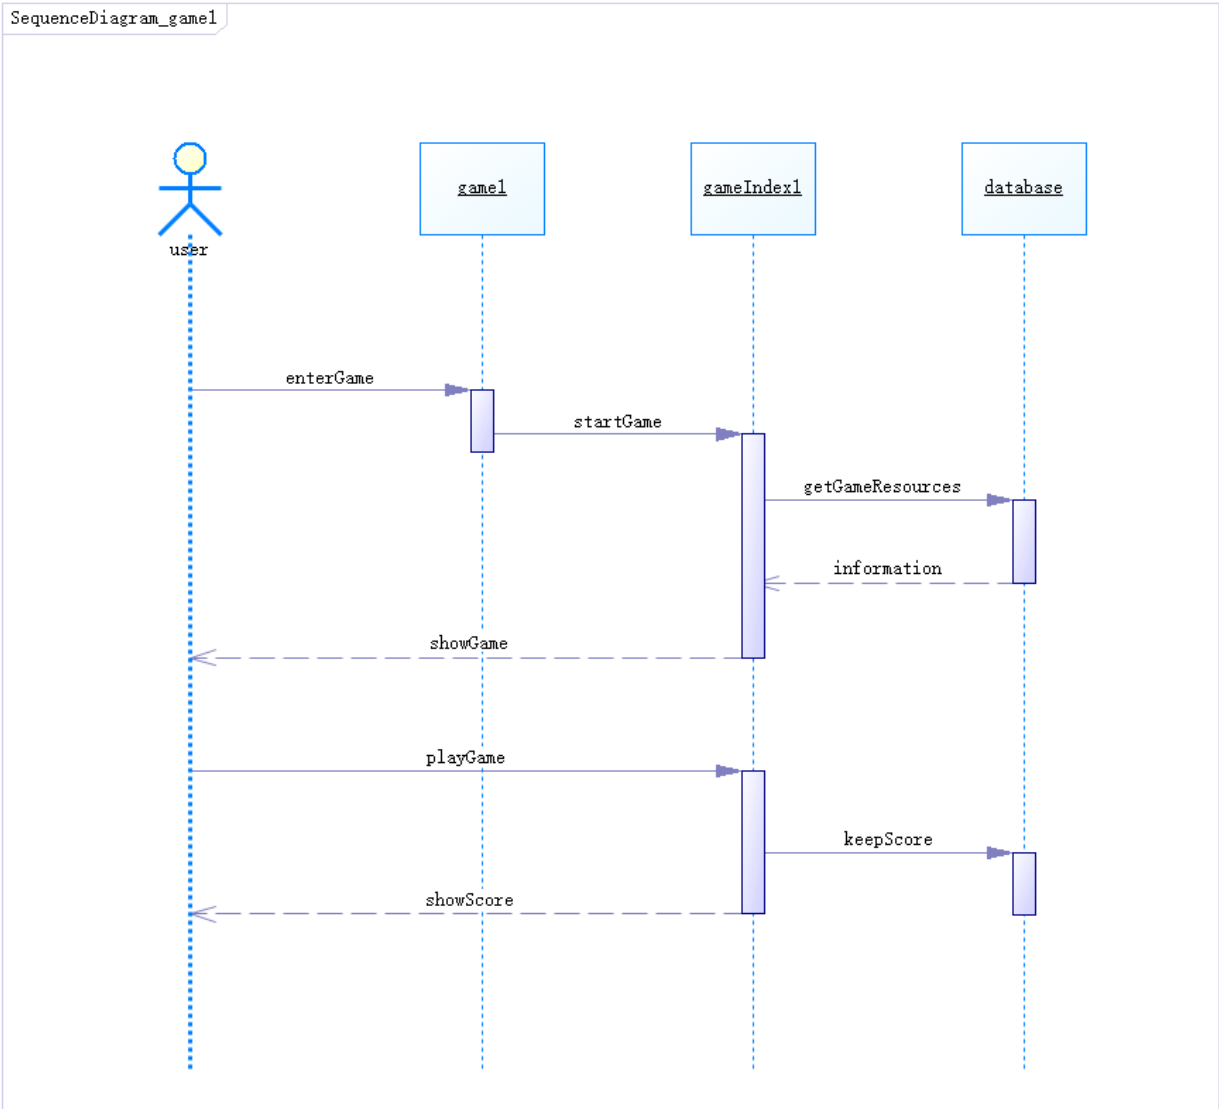 SequenceDiagram_game1
game1
gameIndex1
database
user
enterGame
startGame
getGameResources
information
showGame
playGame
keepScore
showScore